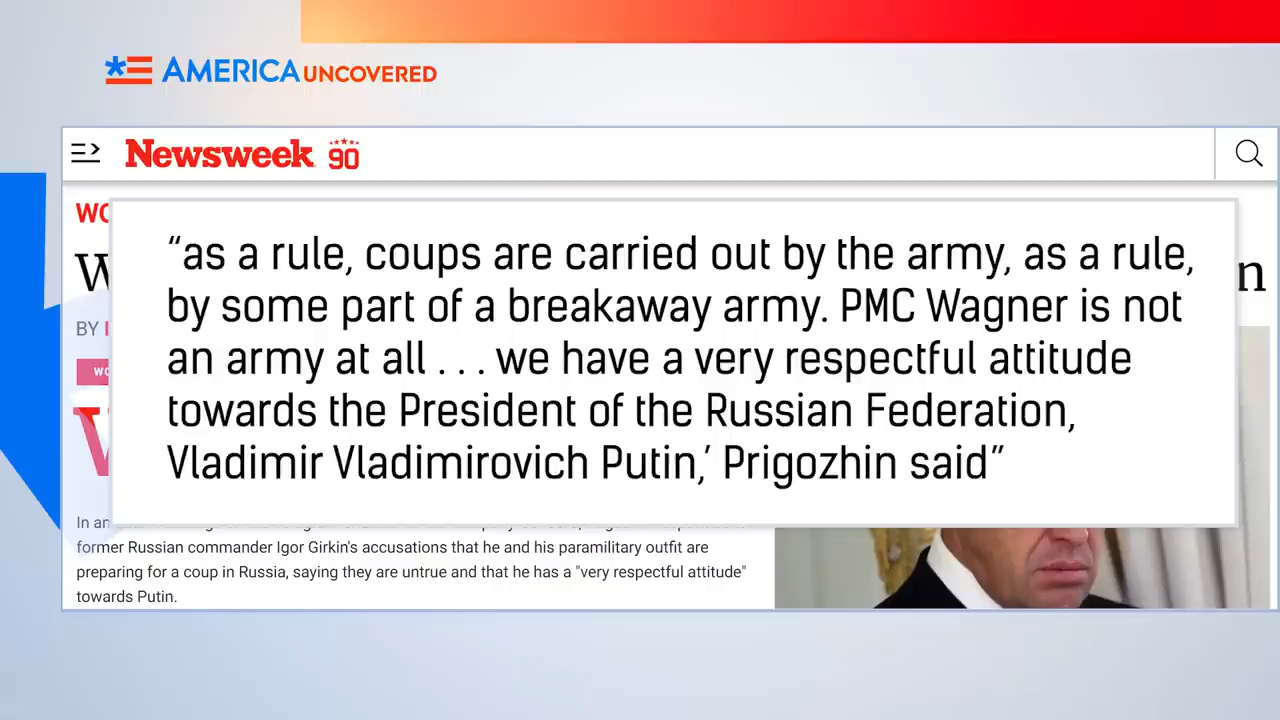 AMERICA UNCOVERED
Newsweek 90
“as a rule, coups are carried out by the army, as a rule,
by some part of a breakaway army. PMC Wagner is not
an army at all . . . we have a very respectful attitude
towards the President of the Russian Federation,
Vladimir Vladimirovich Putin,’ Prigozhin said”
BY
In an
former Russian commander Igor Girkin's accusations that he and his paramilitary outfit are
preparing for a coup in Russia, saying they are untrue and that he has a "very respectful attitude"
towards Putin.